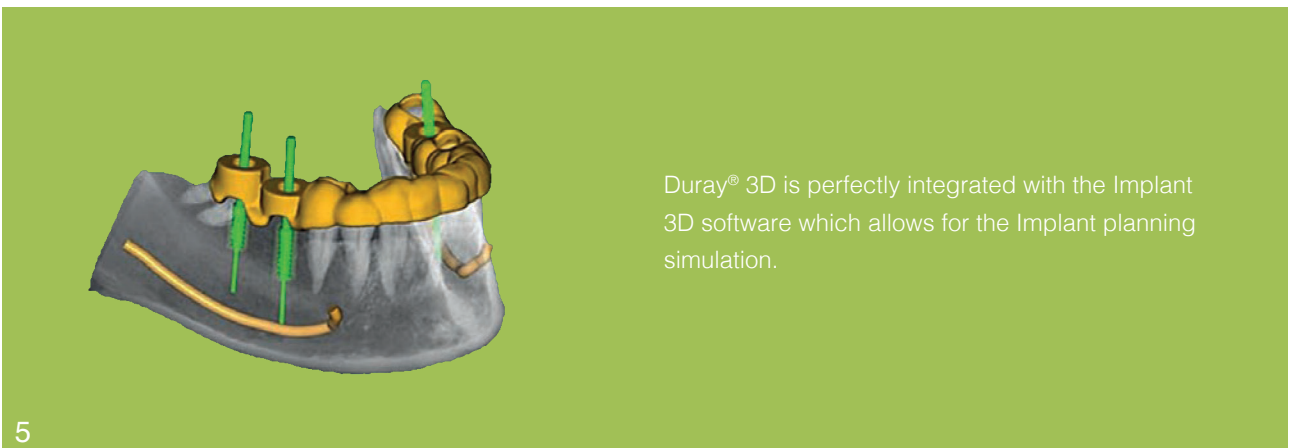 Duray® 3D is perfectly integrated with the Implant
3D software which allows for the Implant planning
simulation.
5